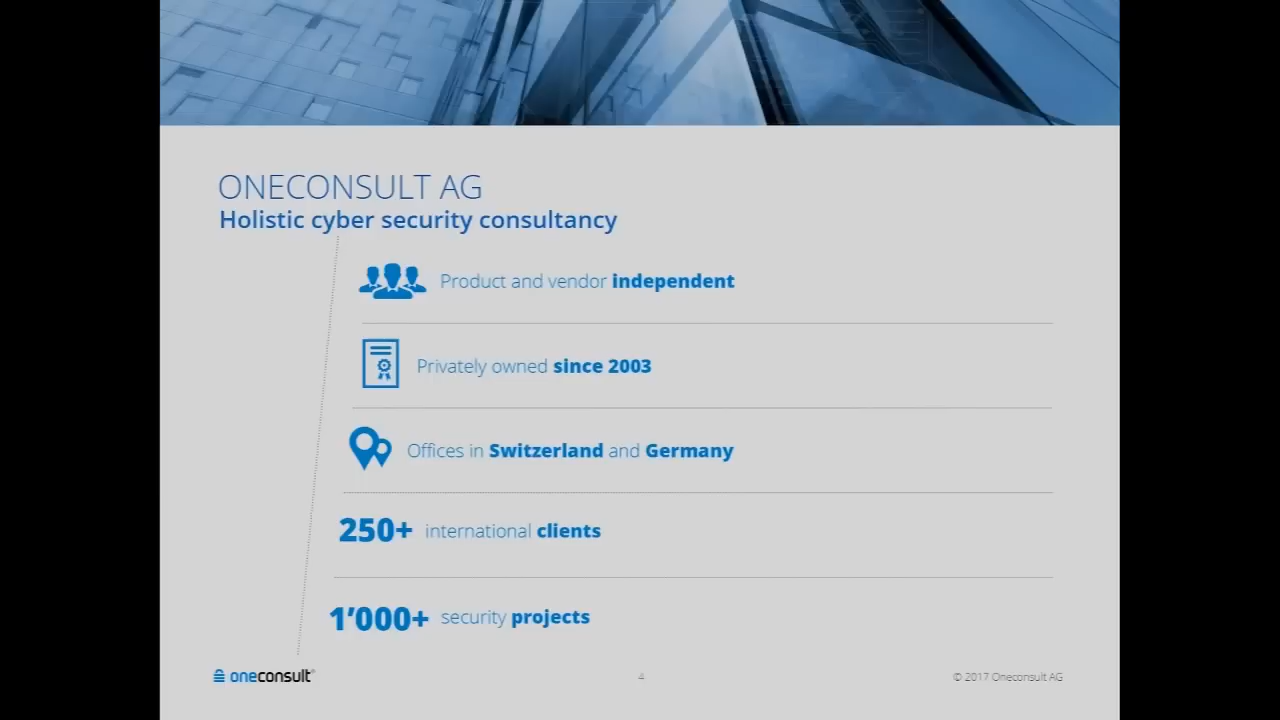 ONECONSULT AG
Holistic cyber security consultancy
Product and vendor independent
Privately owned since 2003
Offices in Switzerland and Germany
250+ international clients
1’000+ security projects
oneconsult®
4
© 2017 Oneconsult AG